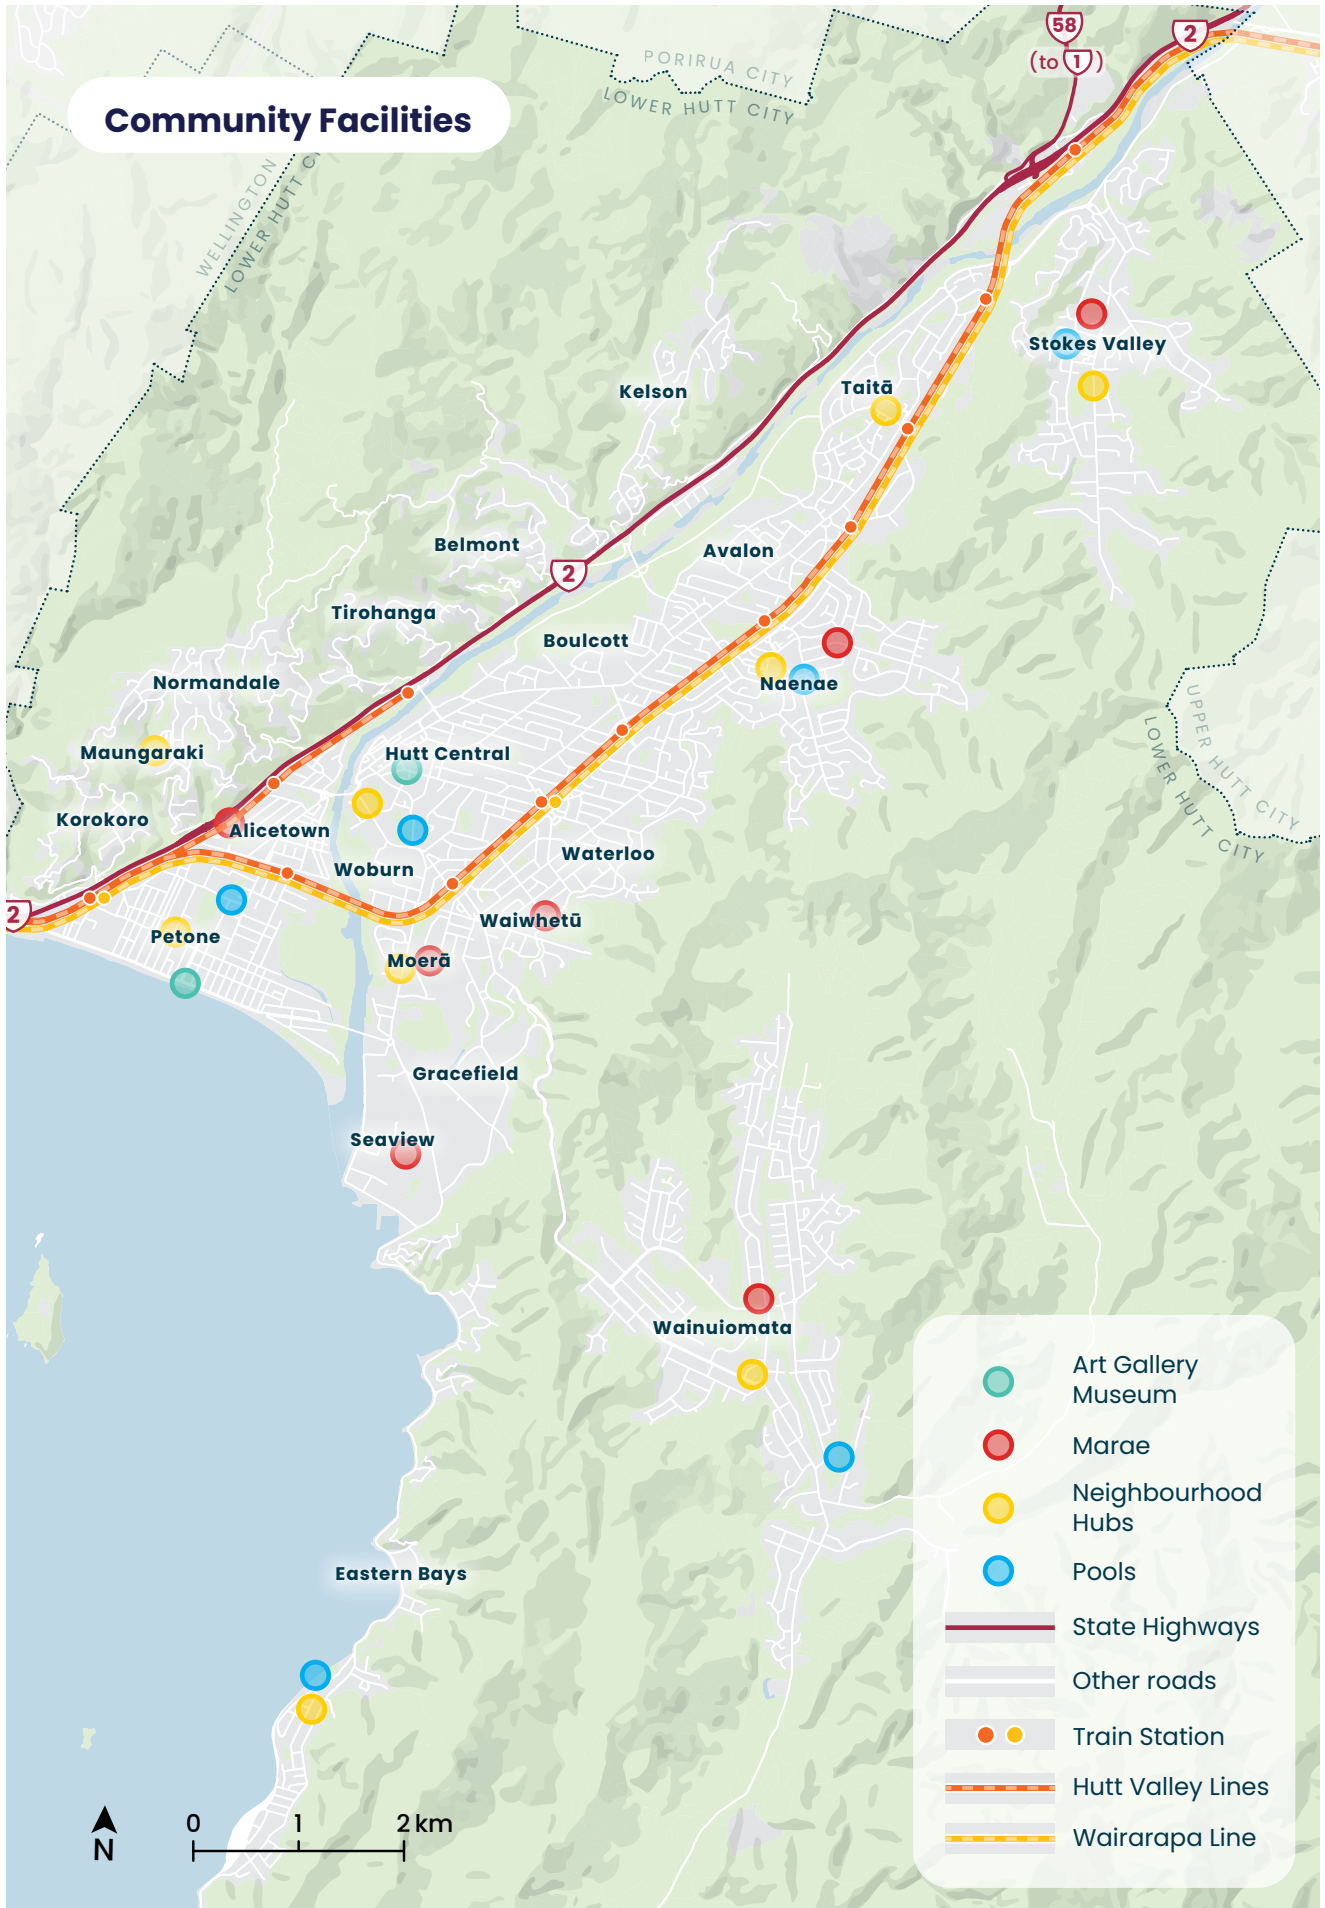 Community Facilities
58
(to 1)
2
PORIRUA CITY
LOWER HUTT CITY
WELLINGTON
LOWER HUTT C
Stokes Valley
Kelson
Taitā
Belmont
2
Avalon
Tirohanga
Boulcott
Normandale
Naenae
Maungaraki
Hutt Central
UPPER HUTT CITY
LOWER HUTT CITY
Korokoro
Alicetown
Woburn
Waterloo
2
Petone
Waiwhetū
Moerā
Gracefield
Seaview
Wainuiomata
Eastern Bays
Art Gallery
Museum
Marae
Neighbourhood
Hubs
Pools
State Highways
Other roads
Train Station
Hutt Valley Lines
Wairarapa Line
N
0 1 2 km